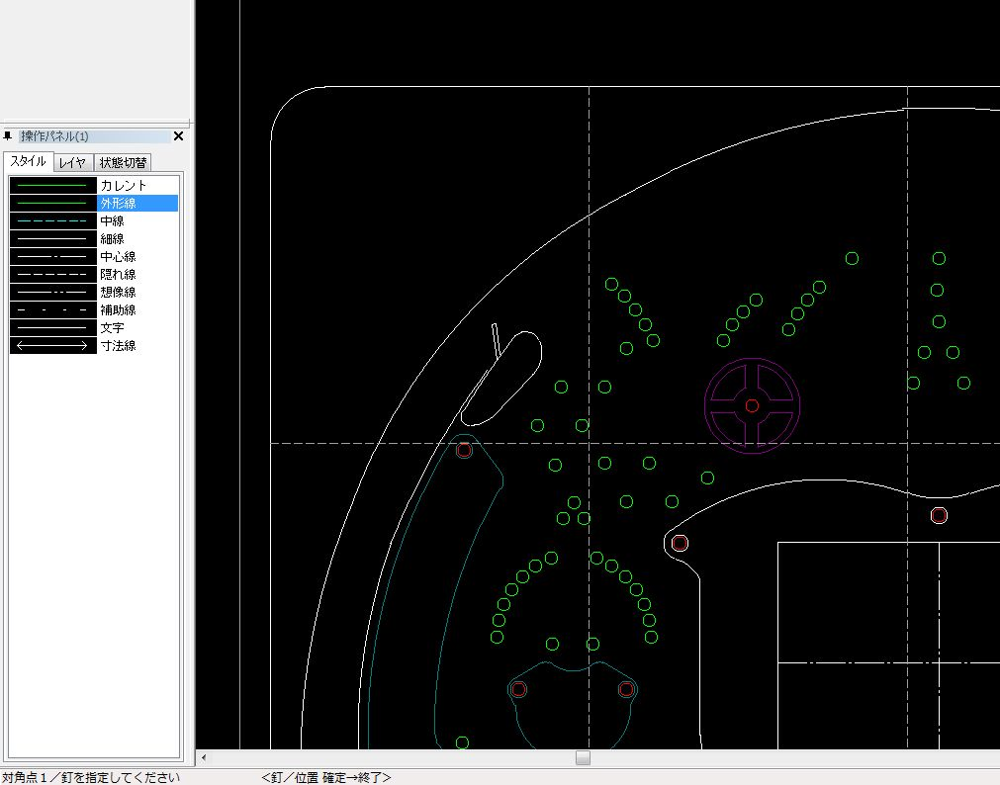 操作パネル(1)
スタイル レイヤ 状態切替
カレント
外形線
中線
細線
中心線
隠れ線
想像線
補助線
文字
寸法線
対角点１／釘を指定してください <釘／位置 確定→終了>